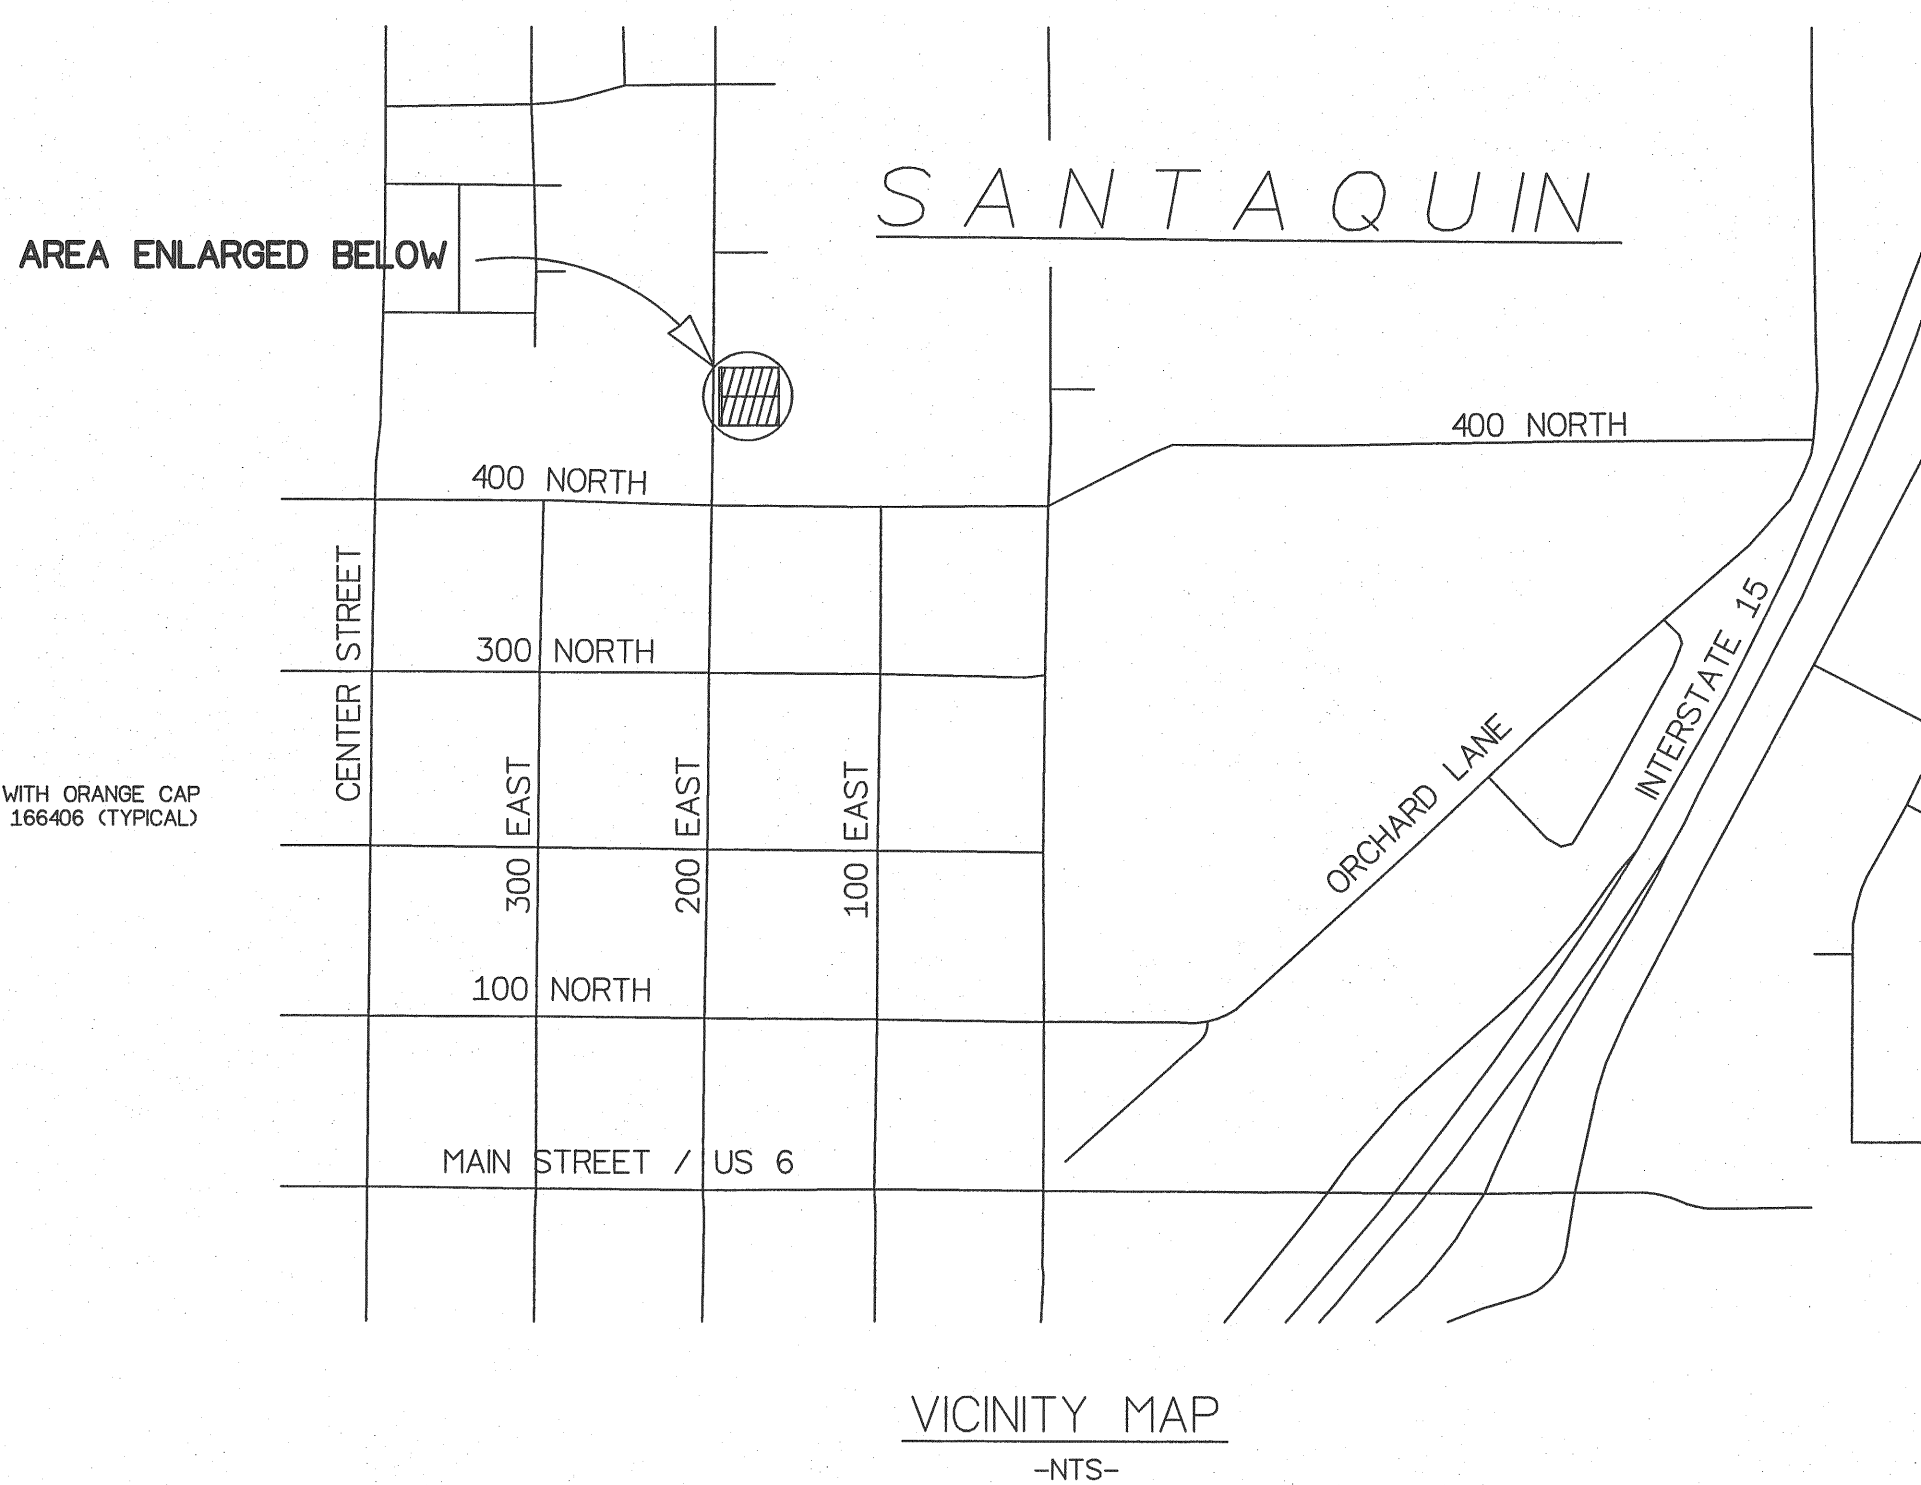 SANTAQUIN
AREA ENLARGED BELOW
400 NORTH
400 NORTH
CENTER STREET
300 NORTH
INTERSTATE 15
ORCHARD LANE
WITH ORANGE CAP
166406 (TYPICAL)
300 EAST
200 EAST
100 EAST
100 NORTH
MAIN STREET / US 6
VICINITY MAP
-NTS-